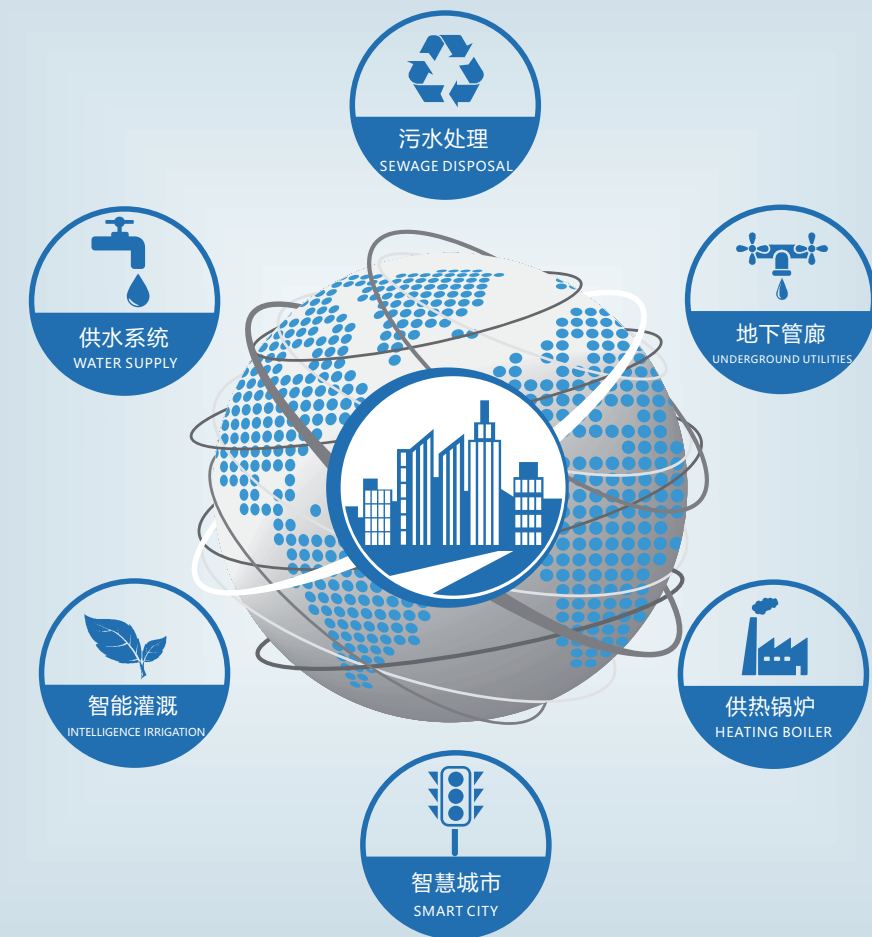 污水处理
SEWAGE DISPOSAL
供水系统
WATER SUPPLY
地下管廊
UNDERGROUND UTILITIES
智能灌溉
INTELLIGENCE IRRIGATION
供热锅炉
HEATING BOILER
智慧城市
SMART CITY